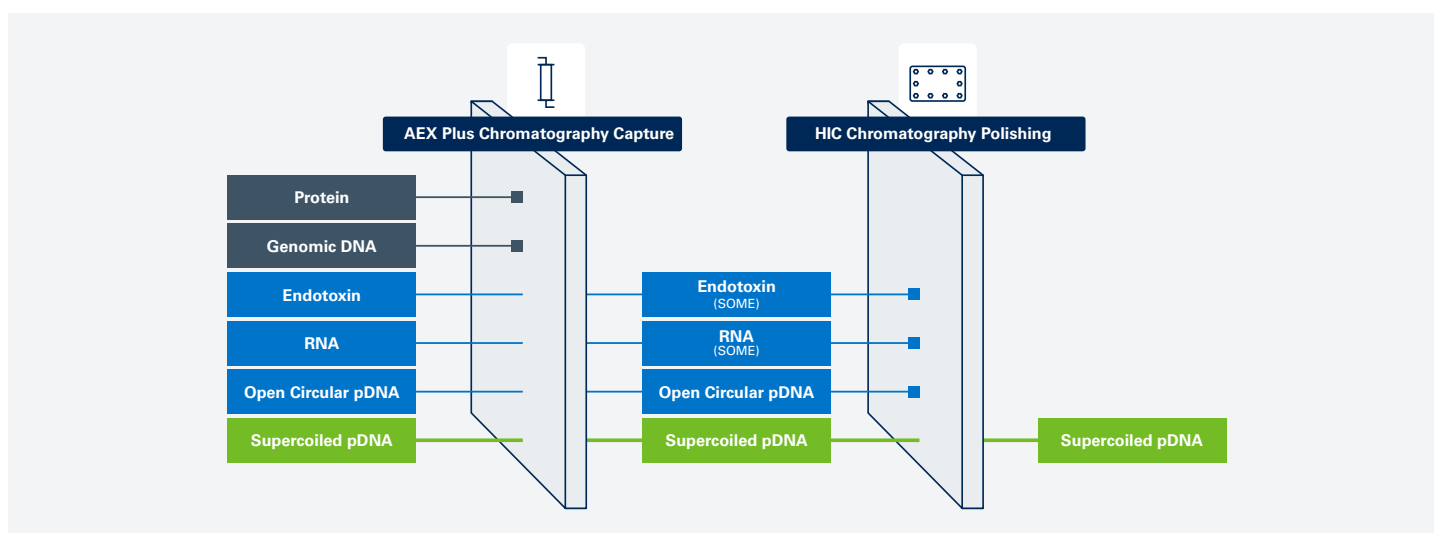 AEX Plus Chromatography Capture
HIC Chromatography Polishing
Protein
Genomic DNA
Endotoxin
Endotoxin
(SOME)
RNA
RNA
(SOME)
Open Circular pDNA
Open Circular pDNA
Supercoiled pDNA
Supercoiled pDNA
Supercoiled pDNA